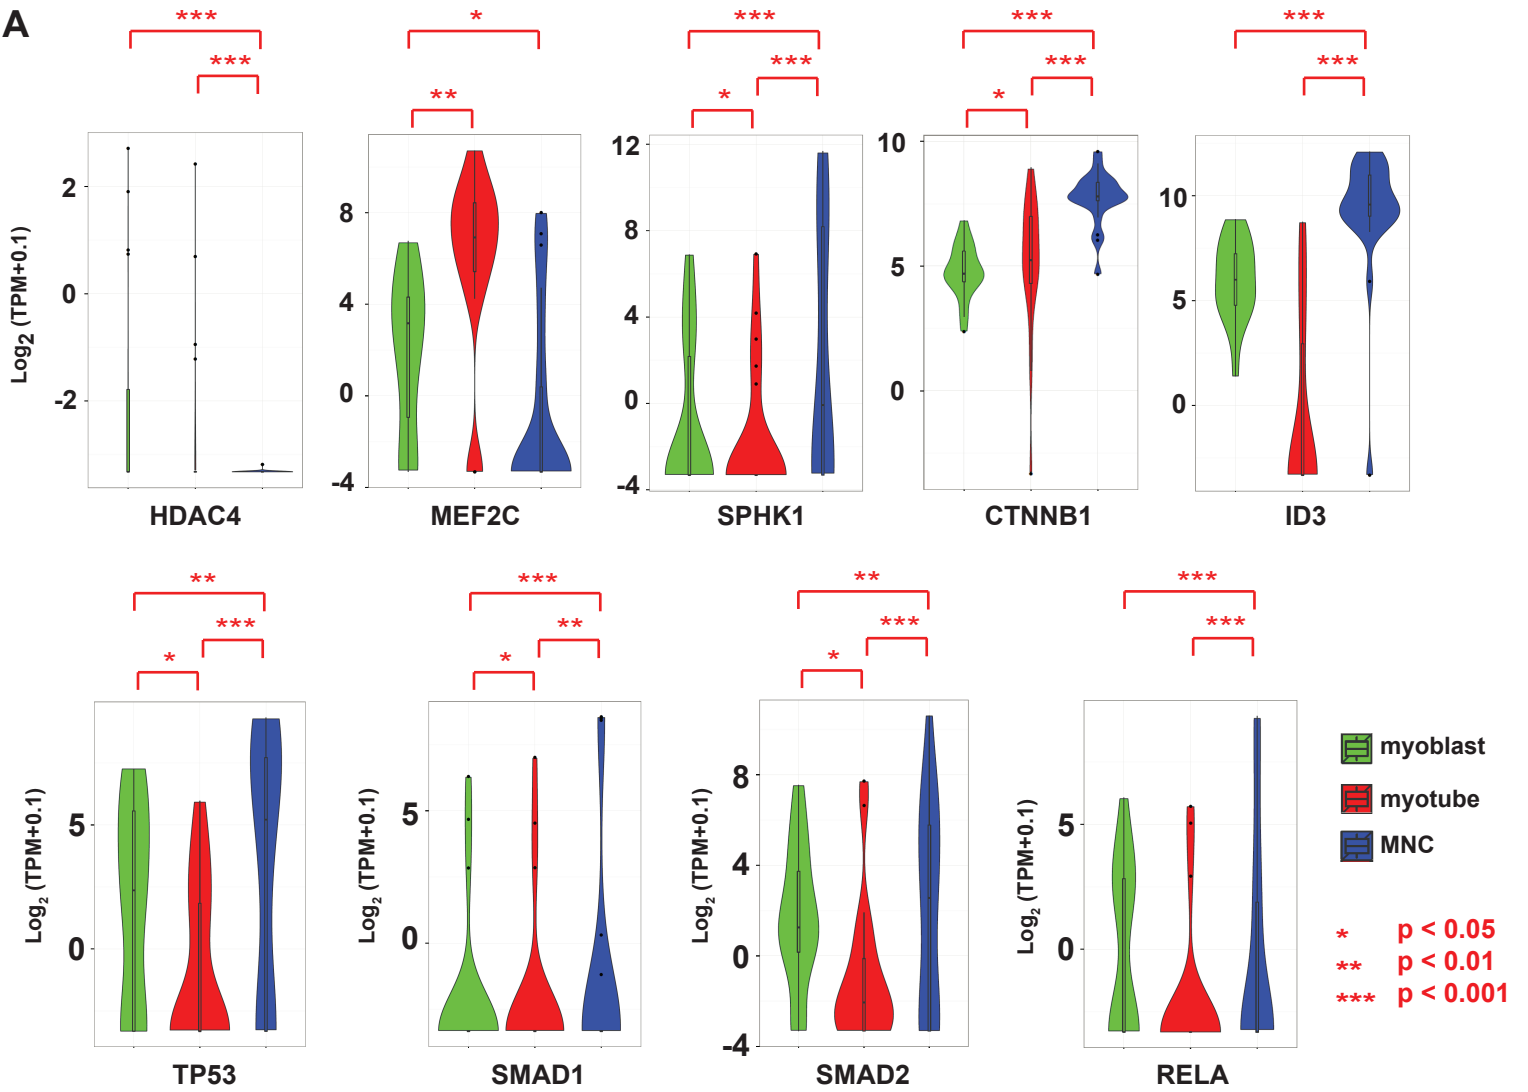 A
*** * *** *** ***
*** *** *** ***
** * *
Log2 (TPM+0.1)
2
0
-2
HDAC4
8
4
0
-4
MEF2C
12
8
4
0
-4
SPHK1
10
5
0
CTNNB1
10
5
0
ID3
** *** ** ***
*** ** *** ***
* * *
Log2 (TPM+0.1)
5
0
TP53
Log2 (TPM+0.1)
5
0
SMAD1
Log2 (TPM+0.1)
8
4
0
-4
SMAD2
Log2 (TPM+0.1)
5
0
RELA
myoblast
myotube
MNC
* p < 0.05
** p < 0.01
*** p < 0.001